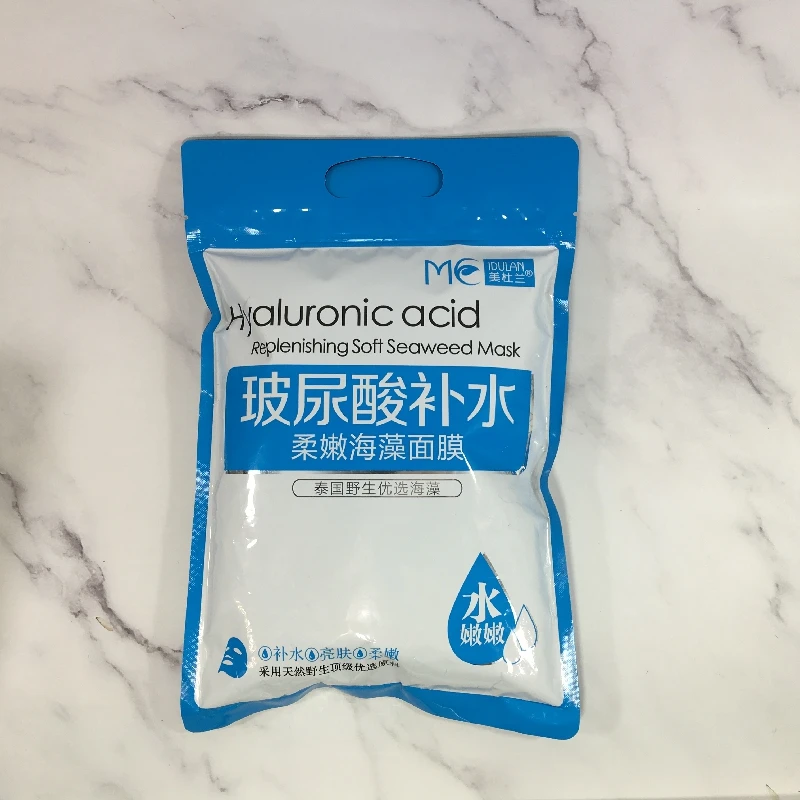 ME IDULAN
美杜兰®
Hyaluronic acid
Replenishing Soft Seaweed Mask
玻尿酸补水
柔嫩海藻面膜
泰国野生优选海藻
水
嫩嫩
补水 亮肤 柔嫩
采用天然野生顶级优选原料